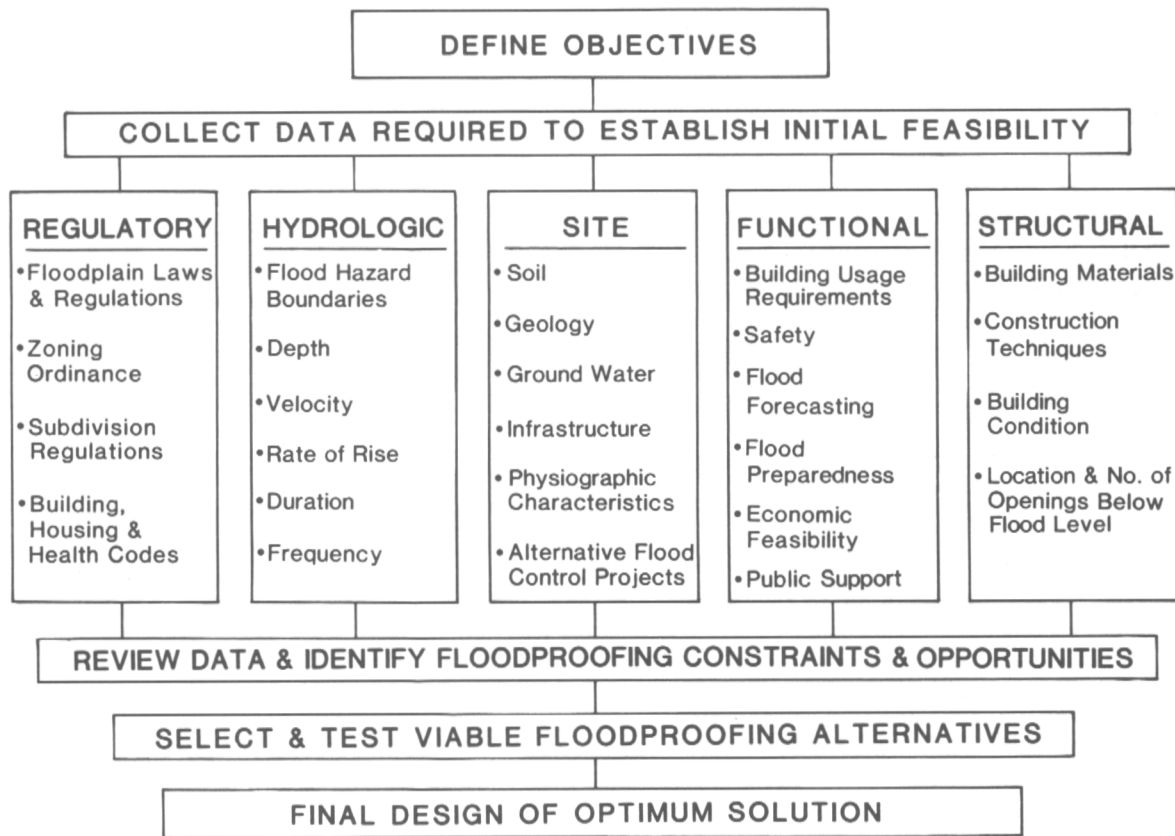 DEFINE OBJECTIVES
COLLECT DATA REQUIRED TO ESTABLISH INITIAL FEASIBILITY
REGULATORY
•Floodplain Laws
& Regulations
•Zoning
Ordinance
•Subdivision
Regulations
•Building,
Housing &
Health Codes
HYDROLOGIC
•Flood Hazard
Boundaries
•Depth
•Velocity
•Rate of Rise
•Duration
•Frequency
SITE
•Soil
•Geology
•Ground Water
•Infrastructure
•Physiographic
Characteristics
•Alternative Flood
Control Projects
FUNCTIONAL
•Building Usage
Requirements
•Safety
•Flood
Forecasting
•Flood
Preparedness
•Economic
Feasibility
•Public Support
STRUCTURAL
•Building Materials
•Construction
Techniques
•Building
Condition
•Location & No. of
Openings Below
Flood Level
REVIEW DATA & IDENTIFY FLOODPROOFING CONSTRAINTS & OPPORTUNITIES
SELECT & TEST VIABLE FLOODPROOFING ALTERNATIVES
FINAL DESIGN OF OPTIMUM SOLUTION